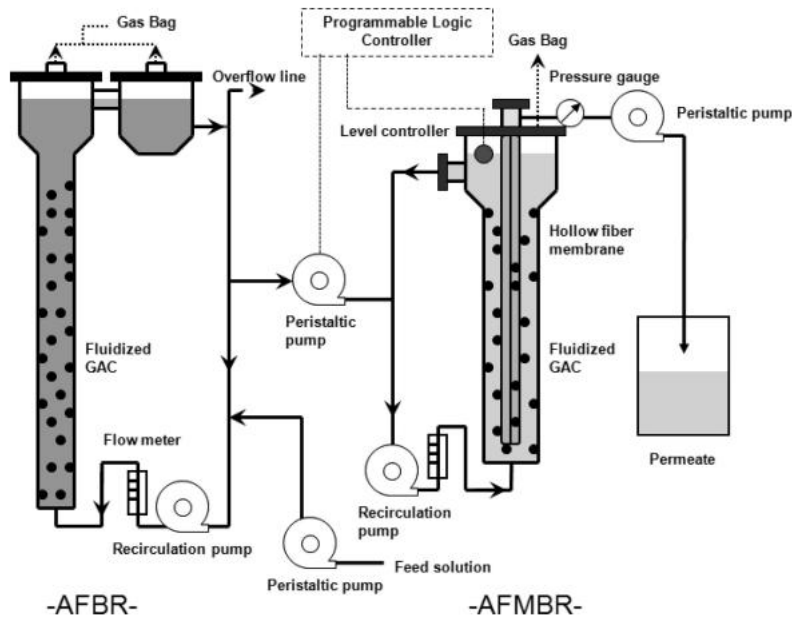 Gas Bag
Programmable Logic
Controller
Gas Bag
Overflow line
Pressure gauge
Peristaltic pump
Level controller
Hollow fiber
membrane
Peristaltic
pump
Fluidized
GAC
Fluidized
GAC
Flow meter
Permeate
Recirculation
pump
Recirculation pump
Feed solution
Peristaltic pump
-AFBR-
-AFMBR-